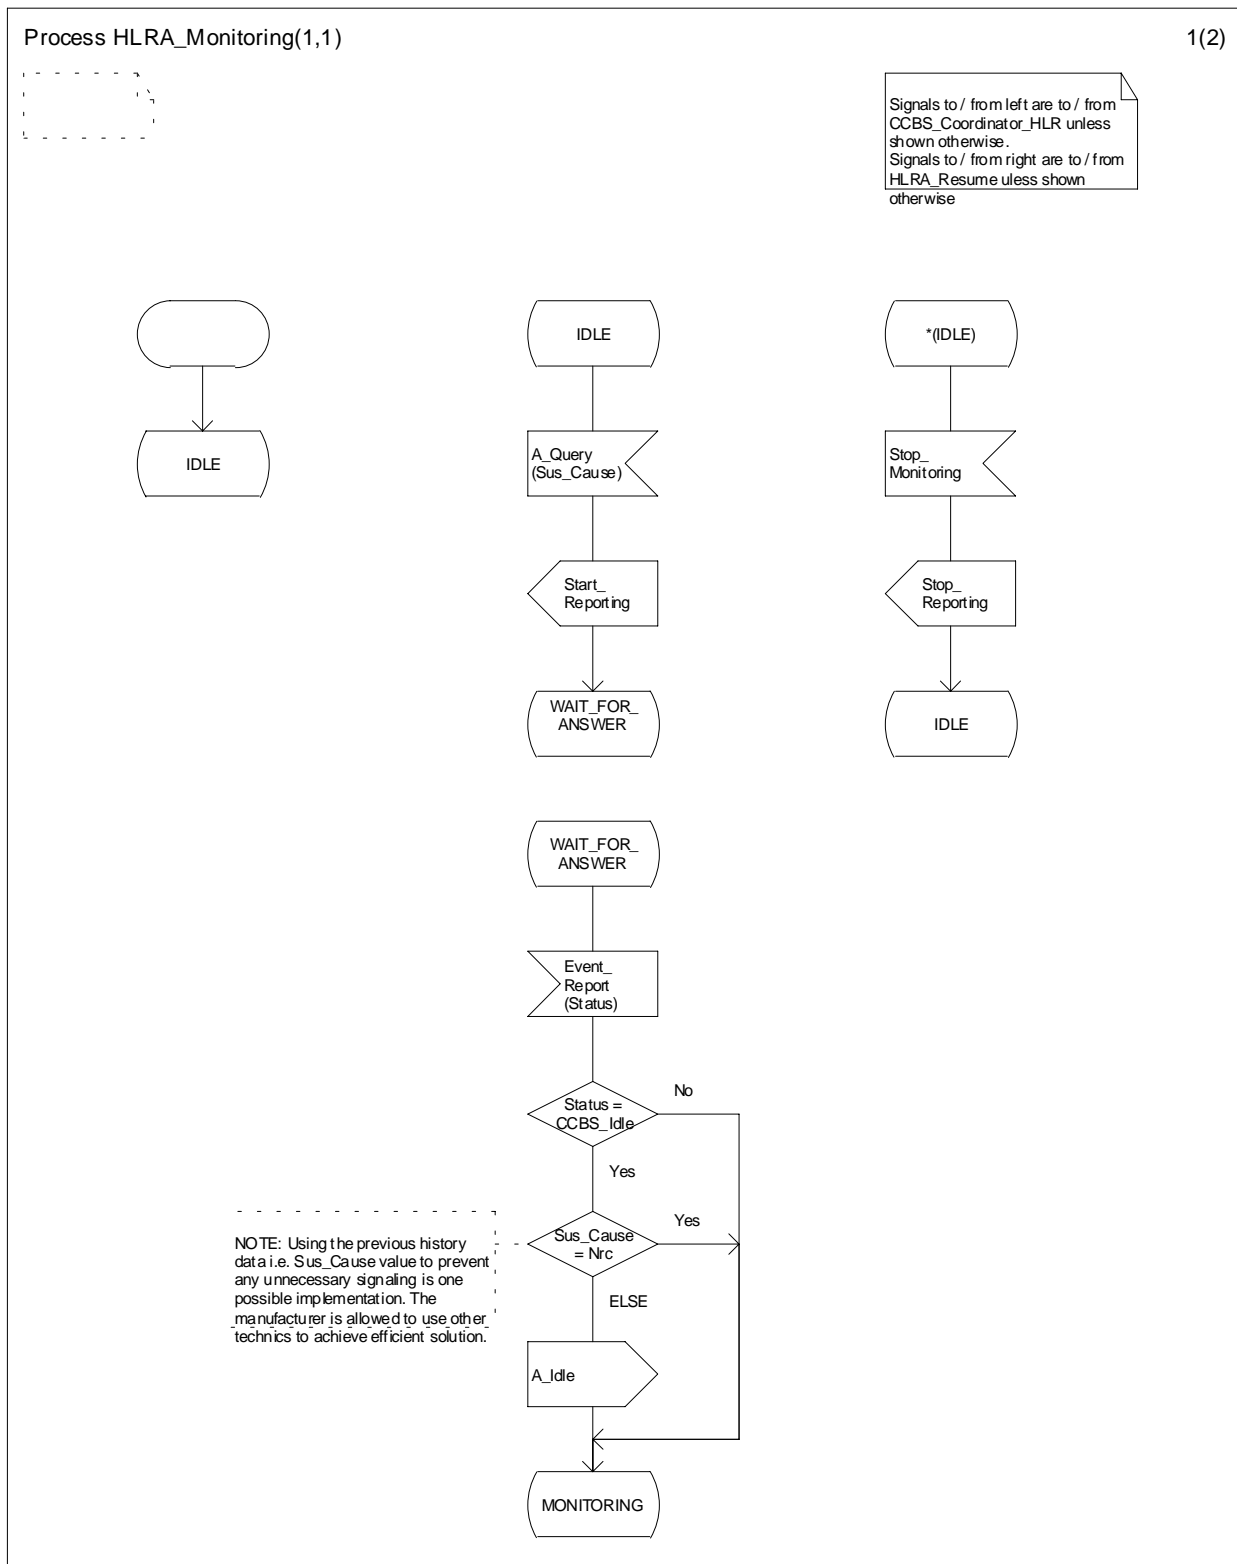 Process HLRA_Monitoring(1,1)
1(2)
Signals to / from left are to / from
CCBS_Coordinator_HLR unless
shown otherwise.
Signals to / from right are to / from
HLRA_Resume uless shown
otherwise
IDLE
*(IDLE)
IDLE
A_Query
(Sus_Cause)
Stop_
Monitoring
Start_
Reporting
Stop_
Reporting
WAIT_FOR_
ANSWER
IDLE
WAIT_FOR_
ANSWER
Event_
Report
(Status)
Status =
CCBS_Idle
No
Yes
Sus_Cause
= Nrc
Yes
NOTE: Using the previous history
data i.e. Sus_Cause value to prevent
any unnecessary signaling is one
possible implementation. The
manufacturer is allowed to use other
technics to achieve efficient solution.
ELSE
A_Idle
MONITORING